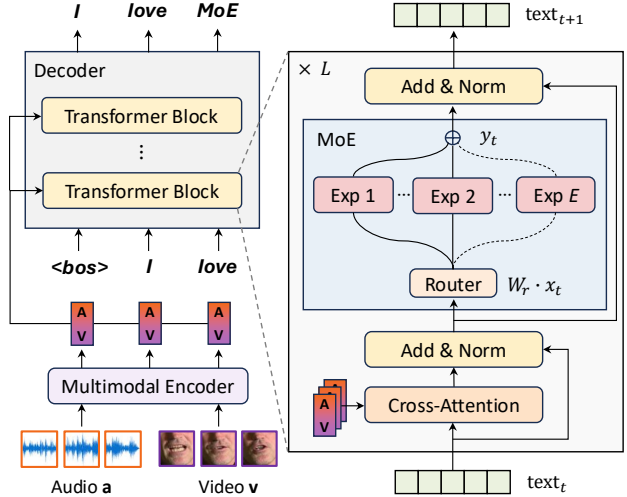 I love MoE
Decoder
Transformer Block
⋮
Transformer Block
<bos> I love
A V A V A V
Multimodal Encoder
Audio a Video v
text_{t+1}
× L
Add & Norm
MoE
y_t
Exp 1 ... Exp 2 ... Exp E
Router
W_r · x_t
Add & Norm
A V
Cross-Attention
text_t